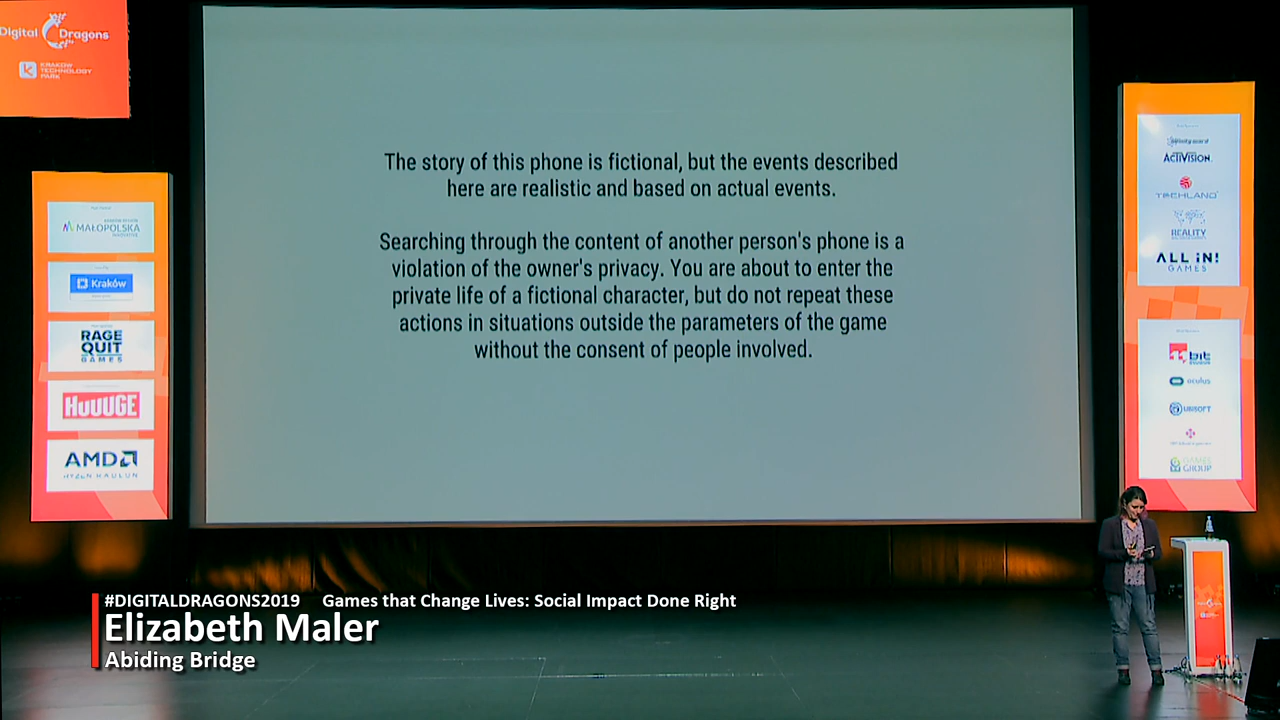 Digital Dragons
KRAKOW
TECHNOLOGY
PARK
The story of this phone is fictional, but the events described
here are realistic and based on actual events.
Searching through the content of another person's phone is a
violation of the owner's privacy. You are about to enter the
private life of a fictional character, but do not repeat these
actions in situations outside the parameters of the game
without the consent of people involved.
MAŁOPOLSKA
Kraków
RAGE
QUIT
GAMES
HUUUGE
AMD
ACTIVISION
TECHLAND
REALITY
ALL IN!
GAMES
11 bit
oculus
UBISOFT
GAMES
GROUP
#DIGITALDRAGONS2019 Games that Change Lives: Social Impact Done Right
Elizabeth Maler
Abiding Bridge